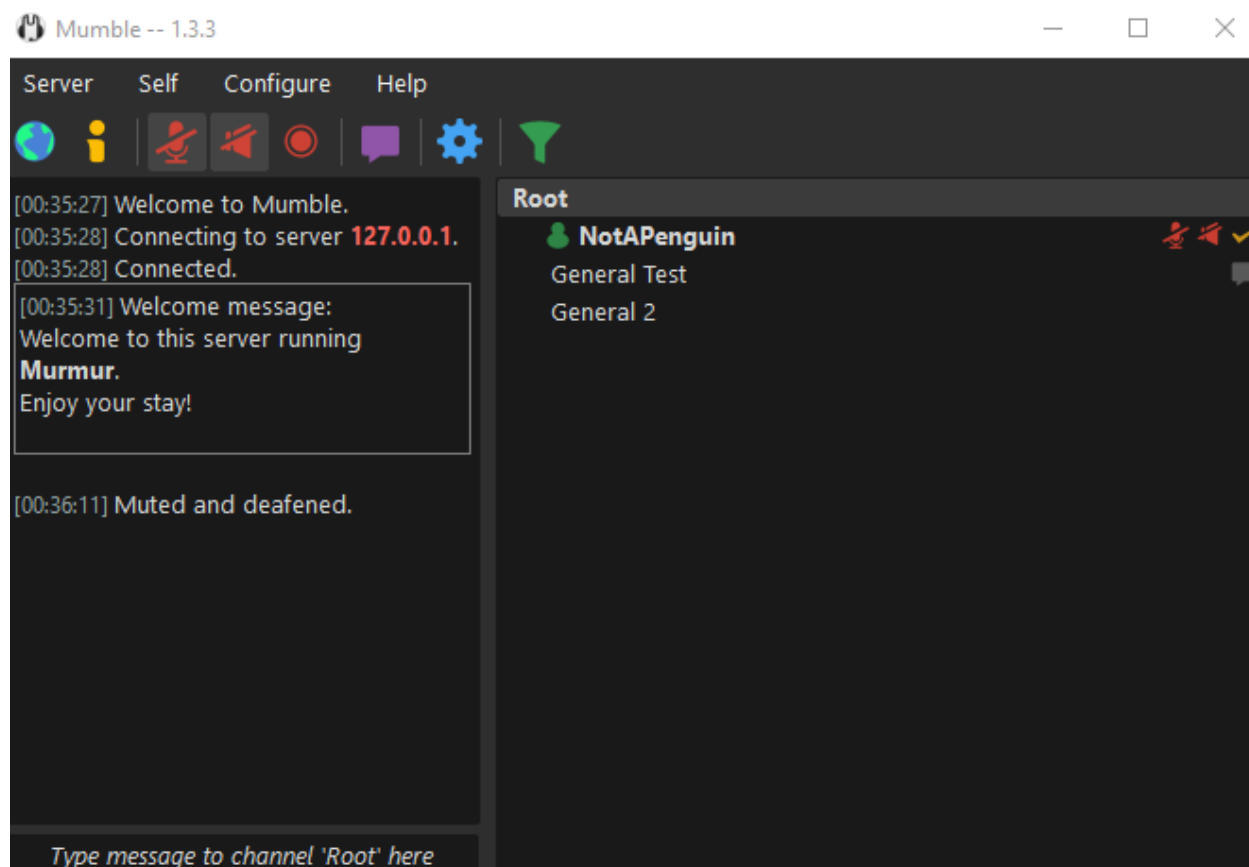 Mumble -- 1.3.3
Server Self Configure Help
[00:35:27] Welcome to Mumble.
[00:35:28] Connecting to server 127.0.0.1.
[00:35:28] Connected.
[00:35:31] Welcome message:
Welcome to this server running
Murmur.
Enjoy your stay!
[00:36:11] Muted and deafened.
Type message to channel 'Root' here
Root
NotAPenguin
General Test
General 2